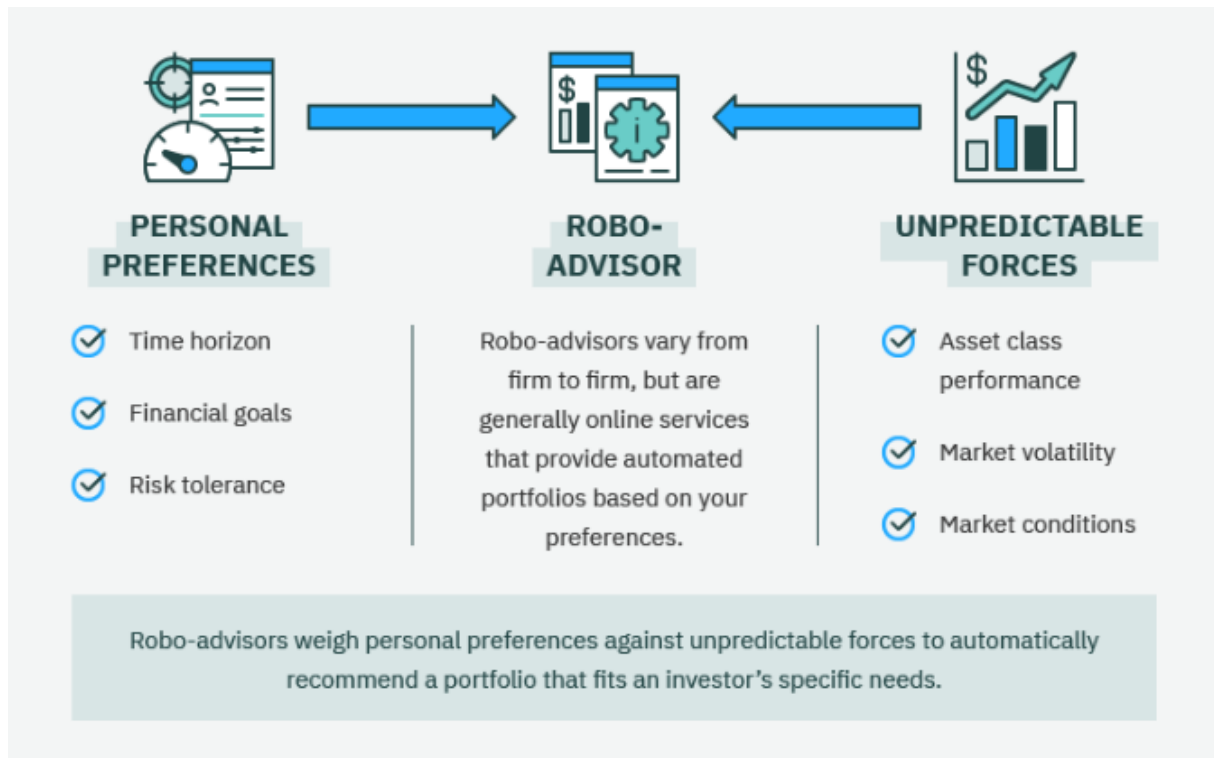 $
$
i
PERSONAL
PREFERENCES
Time horizon
Financial goals
Risk tolerance
ROBO-
ADVISOR
Robo-advisors vary from
firm to firm, but are
generally online services
that provide automated
portfolios based on your
preferences.
UNPREDICTABLE
FORCES
Asset class
performance
Market volatility
Market conditions
Robo-advisors weigh personal preferences against unpredictable forces to automatically
recommend a portfolio that fits an investor’s specific needs.